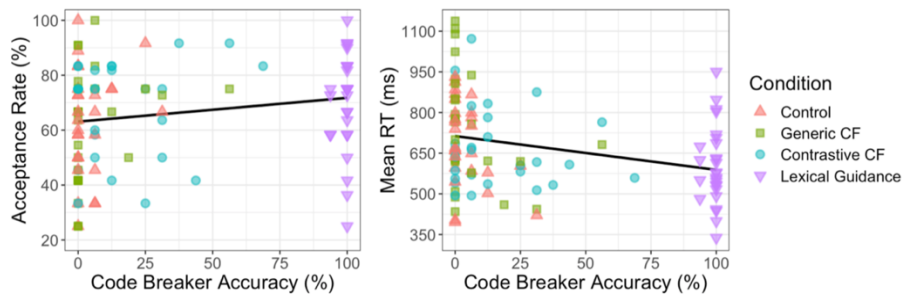 Acceptance Rate (%)
100
80
60
40
20
0 25 50 75 100
Code Breaker Accuracy (%)
Mean RT (ms)
1100
950
800
650
500
350
0 25 50 75 100
Code Breaker Accuracy (%)
Condition
Control
Generic CF
Contrastive CF
Lexical Guidance